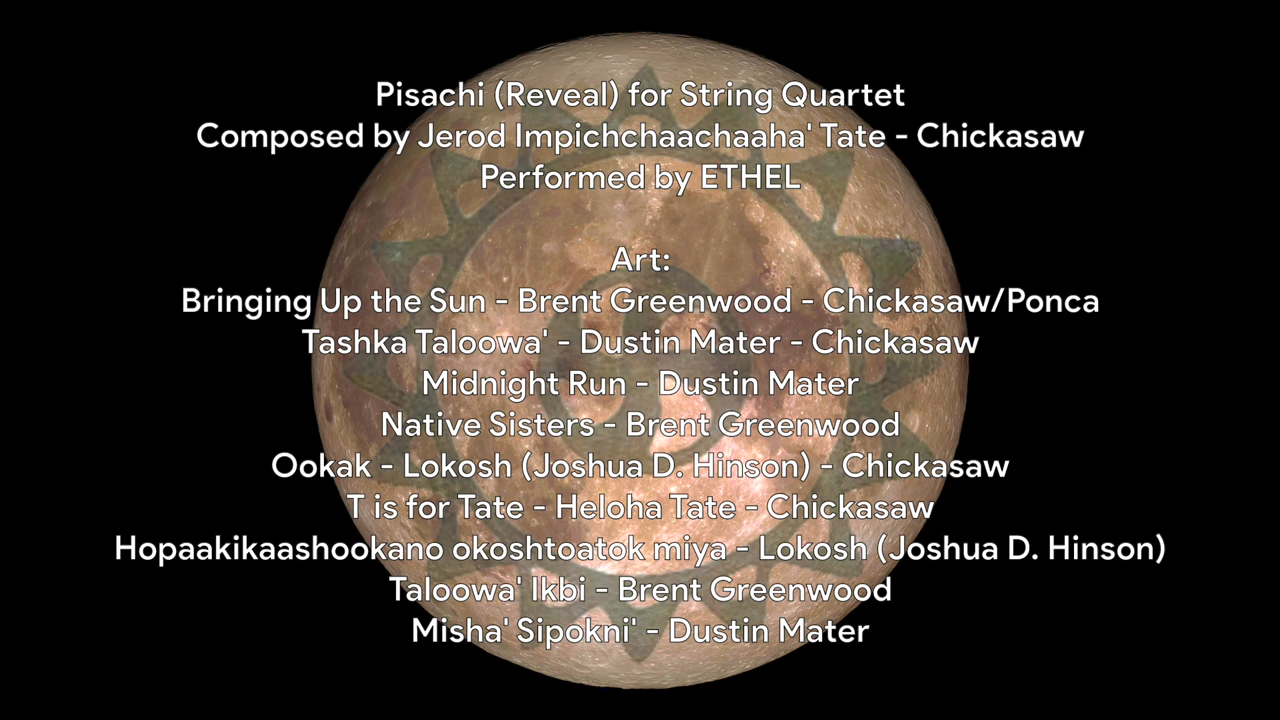 Pisachi (Reveal) for String Quartet
Composed by Jerod Impichchaachaaha' Tate - Chickasaw
Performed by ETHEL
Art:
Bringing Up the Sun - Brent Greenwood - Chickasaw/Ponca
Tashka Taloowa' - Dustin Mater - Chickasaw
Midnight Run - Dustin Mater
Native Sisters - Brent Greenwood
Ookak - Lokosh (Joshua D. Hinson) - Chickasaw
T is for Tate - Heloha Tate - Chickasaw
Hopaakikaashookano okoshtoatok miya - Lokosh (Joshua D. Hinson)
Taloowa' Ikbi - Brent Greenwood
Misha' Sipokni' - Dustin Mater